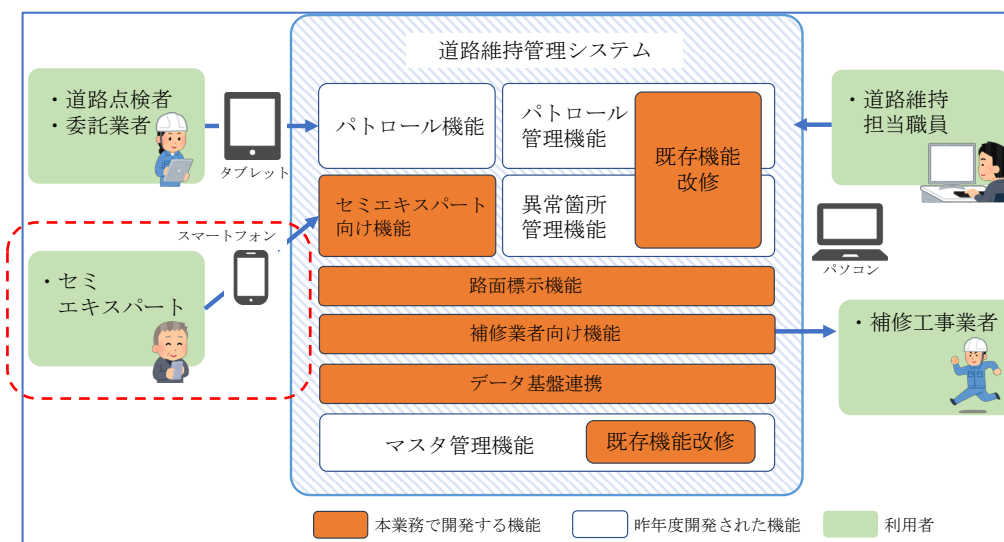 道路維持管理システム
・道路点検者
・委託業者
タブレット
パトロール機能
パトロール
管理機能
既存機能
改修
・道路維持
担当職員
セミエキスパート
向け機能
異常箇所
管理機能
スマートフォン
・セミ
エキスパート
パソコン
路面標示機能
補修業者向け機能
・補修工事業者
データ基盤連携
マスタ管理機能
既存機能改修
本業務で開発する機能
昨年度開発された機能
利用者